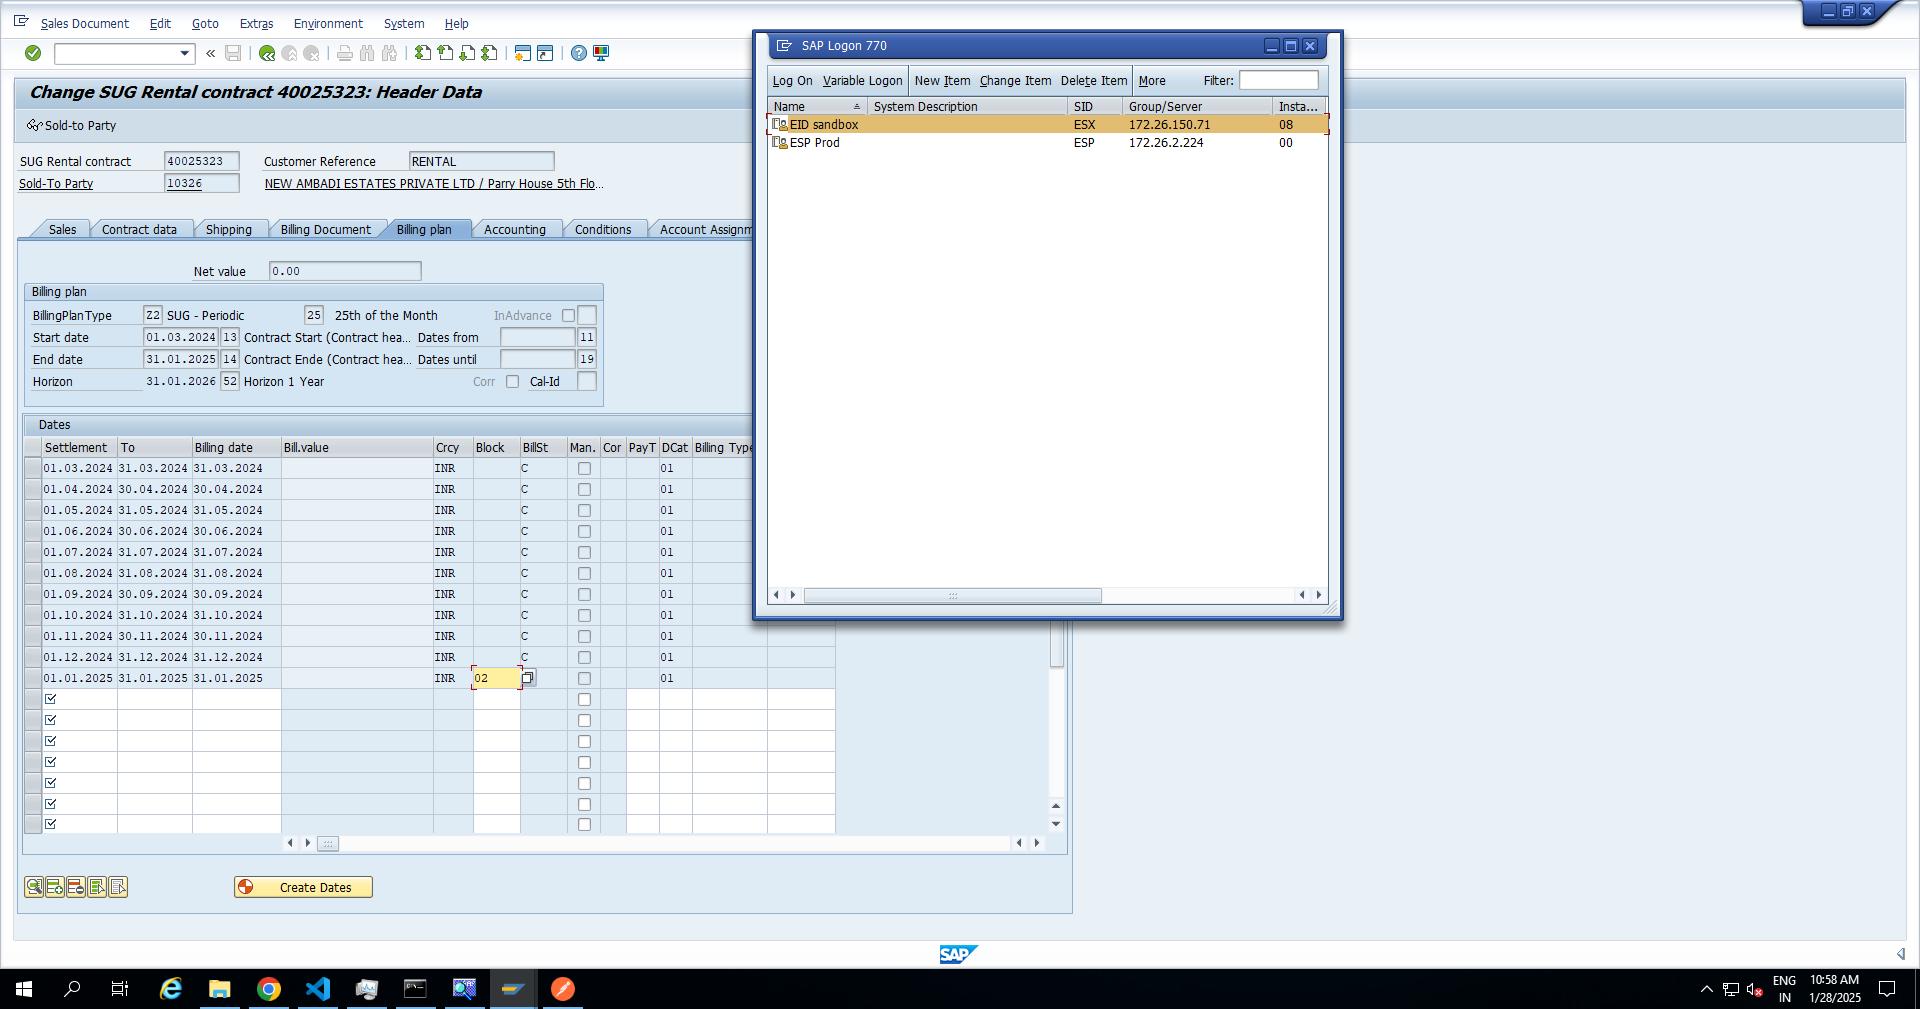 Sales Document Edit Goto Extras Environment System Help
Change SUG Rental contract 40025323: Header Data
Sold-to Party
SUG Rental contract 40025323 Customer Reference RENTAL
Sold-To Party 10326 NEW AMBADI ESTATES PRIVATE LTD / Parry House 5th Flo...
Sales Contract data Shipping Billing Document Billing plan Accounting Conditions Account Assignm
Net value 0.00
Billing plan
BillingPlanType Z2 SUG - Periodic 25 25th of the Month InAdvance
Start date 01.03.2024 13 Contract Start (Contract hea... Dates from 11
End date 31.01.2025 14 Contract Ende (Contract hea... Dates until 19
Horizon 31.01.2026 52 Horizon 1 Year Corr Cal-Id
Dates
Settlement To Billing date Bill.value Crcy Block BillSt Man. Cor PayT DCat Billing Type
01.03.2024 31.03.2024 31.03.2024 INR C 01
01.04.2024 30.04.2024 30.04.2024 INR C 01
01.05.2024 31.05.2024 31.05.2024 INR C 01
01.06.2024 30.06.2024 30.06.2024 INR C 01
01.07.2024 31.07.2024 31.07.2024 INR C 01
01.08.2024 31.08.2024 31.08.2024 INR C 01
01.09.2024 30.09.2024 30.09.2024 INR C 01
01.10.2024 31.10.2024 31.10.2024 INR C 01
01.11.2024 30.11.2024 30.11.2024 INR C 01
01.12.2024 31.12.2024 31.12.2024 INR C 01
01.01.2025 31.01.2025 31.01.2025 INR 02 01
Create Dates
SAP Logon 770
Log On Variable Logon New Item Change Item Delete Item More Filter:
Name System Description SID Group/Server Insta...
EID sandbox ESX 172.26.150.71 08
ESP Prod ESP 172.26.2.224 00
SAP
ENG
IN
10:58 AM
1/28/2025